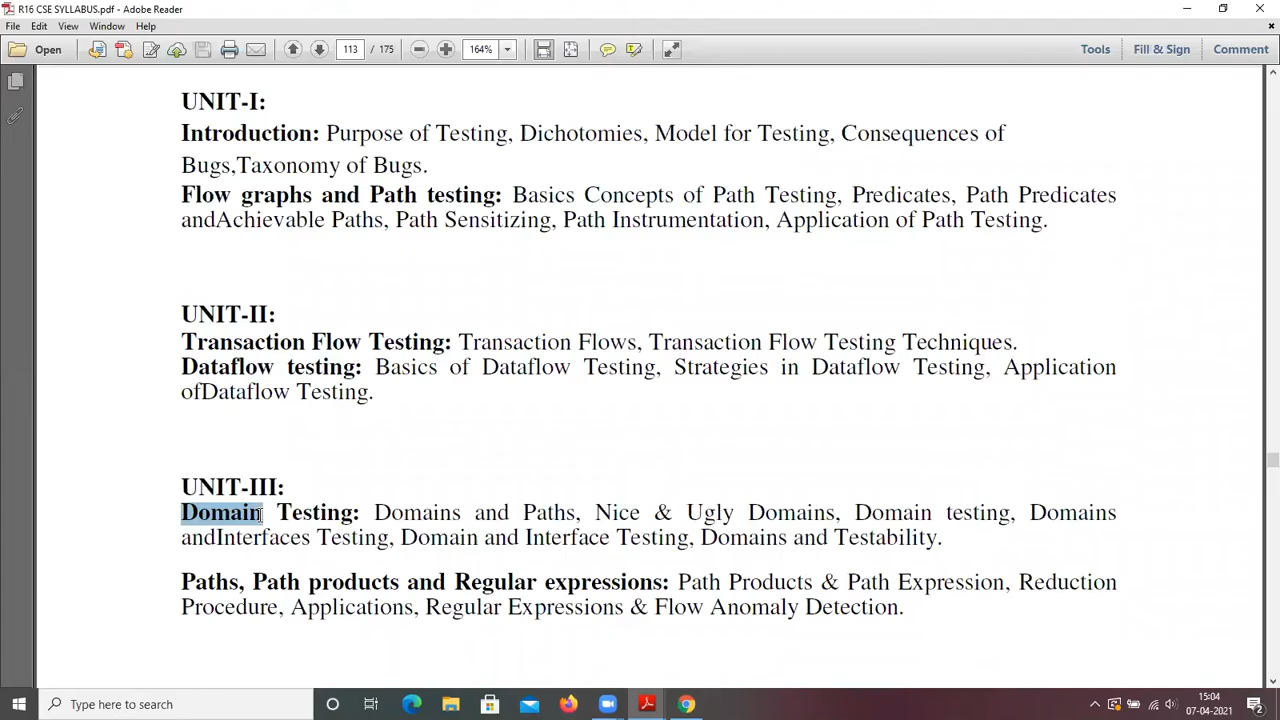 R16 CSE SYLLABUS.pdf - Adobe Reader
File Edit View Window Help
Open 113 / 175 164% Tools Fill & Sign Comment
UNIT-I:
Introduction: Purpose of Testing, Dichotomies, Model for Testing, Consequences of
Bugs,Taxonomy of Bugs.
Flow graphs and Path testing: Basics Concepts of Path Testing, Predicates, Path Predicates
andAchievable Paths, Path Sensitizing, Path Instrumentation, Application of Path Testing.
UNIT-II:
Transaction Flow Testing: Transaction Flows, Transaction Flow Testing Techniques.
Dataflow testing: Basics of Dataflow Testing, Strategies in Dataflow Testing, Application
ofDataflow Testing.
UNIT-III:
Domain Testing: Domains and Paths, Nice & Ugly Domains, Domain testing, Domains
andInterfaces Testing, Domain and Interface Testing, Domains and Testability.
Paths, Path products and Regular expressions: Path Products & Path Expression, Reduction
Procedure, Applications, Regular Expressions & Flow Anomaly Detection.
Type here to search
15:04
07-04-2021
2